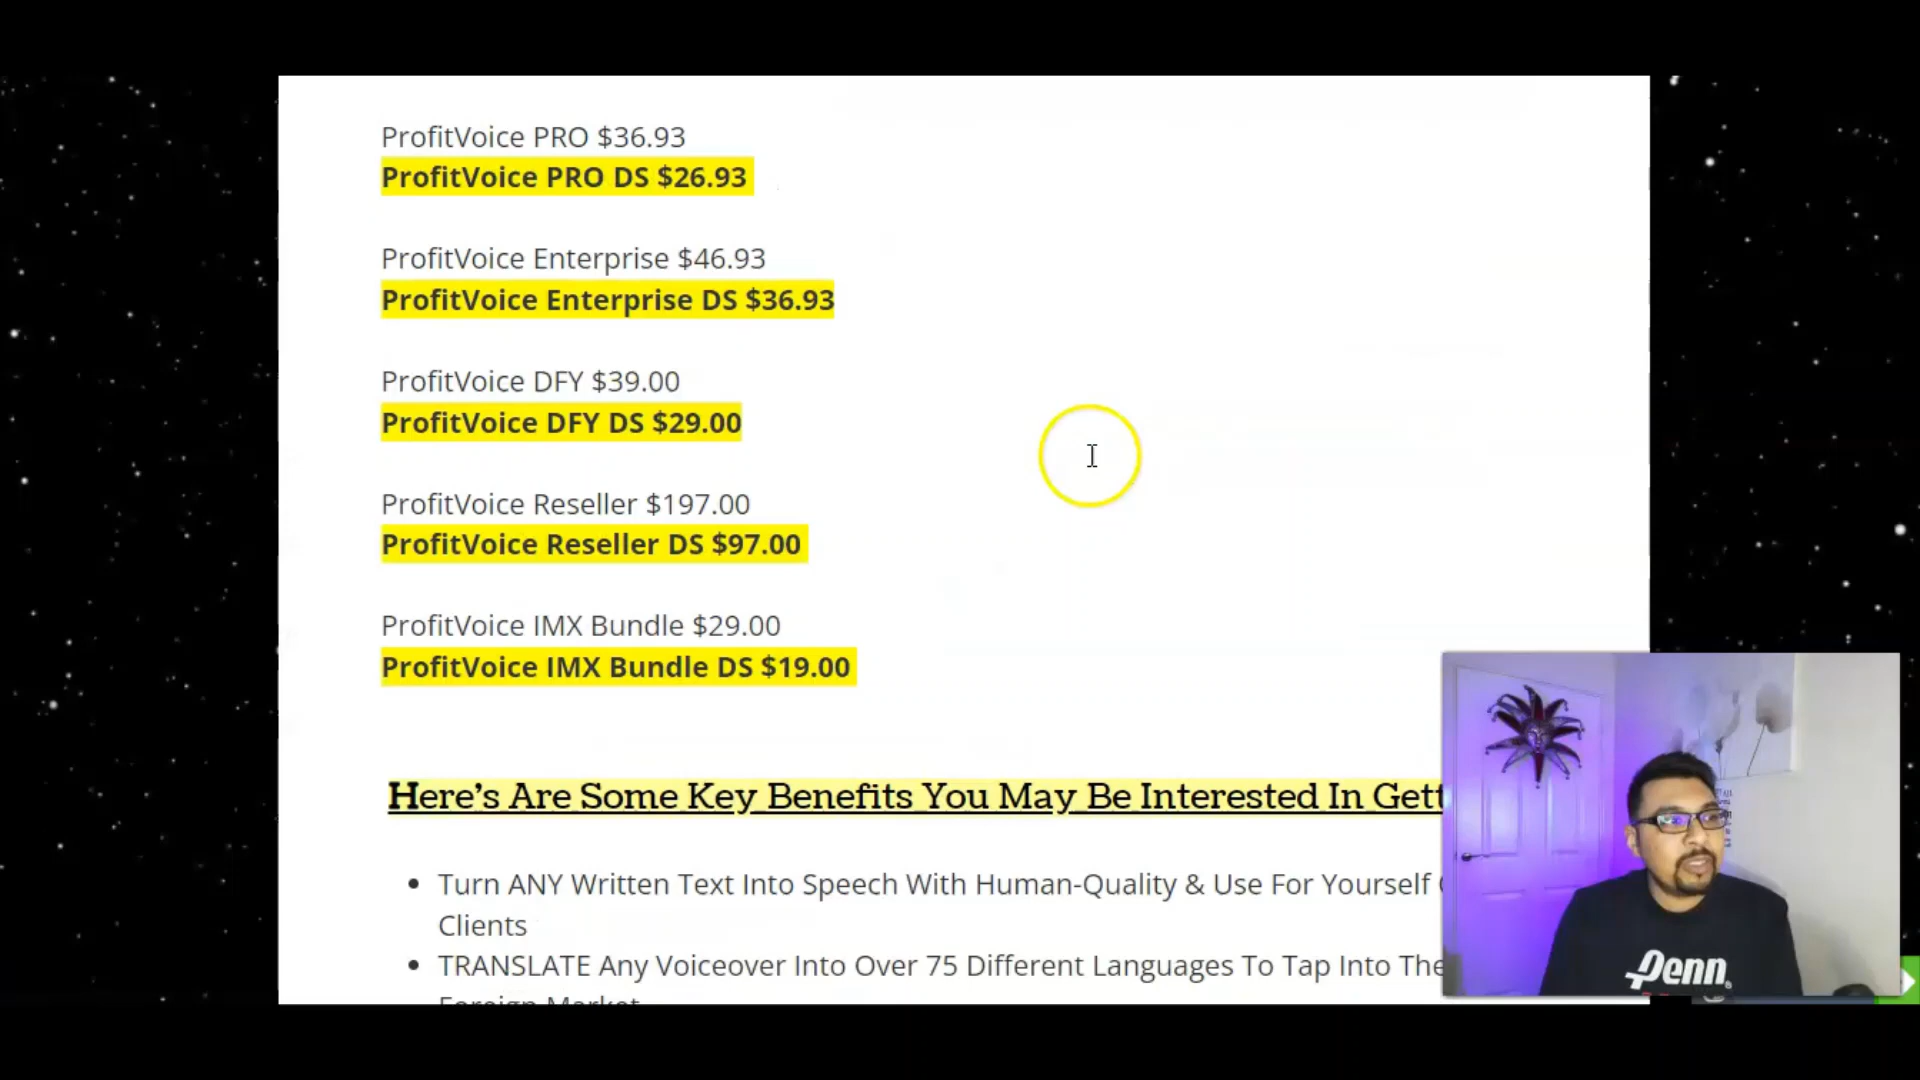 ProfitVoice PRO $36.93
ProfitVoice PRO DS $26.93
ProfitVoice Enterprise $46.93
ProfitVoice Enterprise DS $36.93
ProfitVoice DFY $39.00
ProfitVoice DFY DS $29.00
ProfitVoice Reseller $197.00
ProfitVoice Reseller DS $97.00
ProfitVoice IMX Bundle $29.00
ProfitVoice IMX Bundle DS $19.00
Here's Are Some Key Benefits You May Be Interested In Gett
• Turn ANY Written Text Into Speech With Human-Quality & Use For Yourself
Clients
• TRANSLATE Any Voiceover Into Over 75 Different Languages To Tap Into The
Foreign Market
Penn